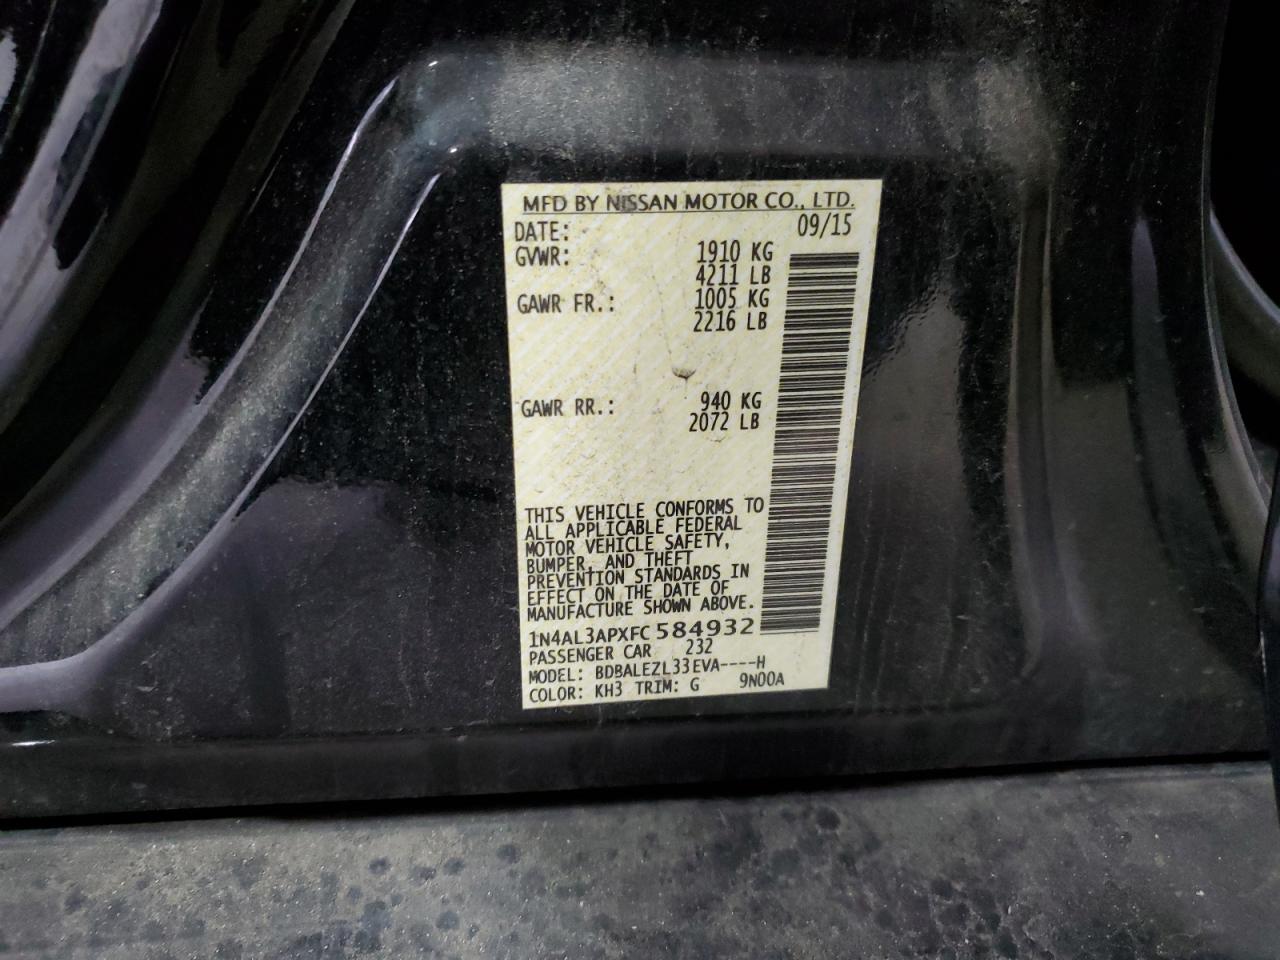 MFD BY NISSAN MOTOR CO., LTD.
DATE: 09/15
GVWR: 1910 KG
4211 LB
GAWR FR.: 1005 KG
2216 LB
GAWR RR.: 940 KG
2072 LB
THIS VEHICLE CONFORMS TO
ALL APPLICABLE FEDERAL
MOTOR VEHICLE SAFETY,
BUMPER, AND THEFT
PREVENTION STANDARDS IN
EFFECT ON THE DATE OF
MANUFACTURE SHOWN ABOVE.
1N4AL3APXFC584932
PASSENGER CAR 232
MODEL: BDBALEZL33EVA----H
COLOR: KH3 TRIM: G 9N00A